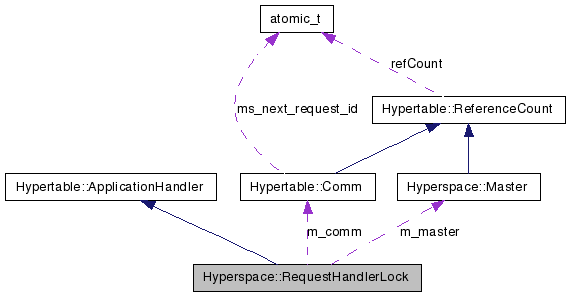 atomic_t
refCount
ms_next_request_id
Hypertable::ReferenceCount
Hypertable::ApplicationHandler
Hypertable::Comm
Hyperspace::Master
m_comm
m_master
Hyperspace::RequestHandlerLock